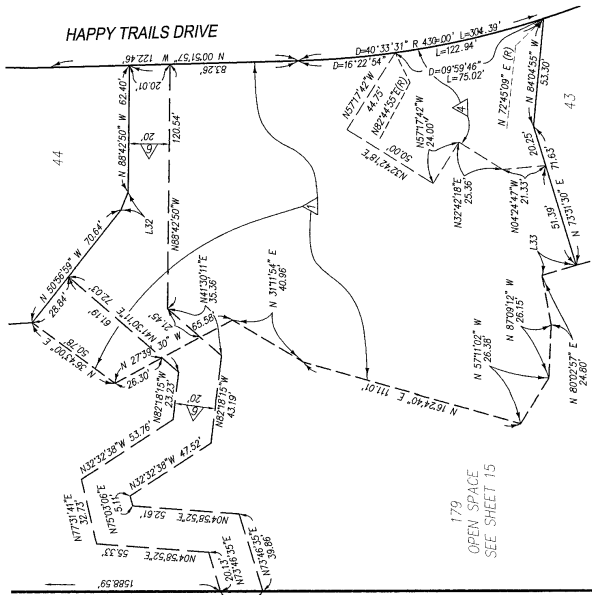 HAPPY TRAILS DRIVE
N 00°51'57" W
122.46'
83.26'
D=40°33'31" R 430.00' L=304.39'
D=16°22'54" L=122.94'
D=09°59'46"
L=75.02'
N 84°04'55" W
53.30'
N 72°45'09" E (R)
43
44
62.40'
N 88°42'50" W
20.01'
20'
6
120.54'
N88°42'50"W
L32
N57°17'42"W
44.75'
N82°44'55"E(R)
N32°42'18"E
50.00'
N57°17'42"W
24.00'
4
N32°42'18"E
25.36'
N04°24'47"W
21.33'
20.25'
71.63'
N 73°31'30" E
51.39'
L33
1
N 50°56'59" W 70.64'
28.84'
72.03'
N41°30'11"E
61.19'
N 36°43'00" E
50.78'
21.45'
N41°30'11"E
35.36'
N 31°11'54" E
40.96'
N 27°39'30" W
65.58'
26.30'
N82°18'15"W
23.23'
20'
6
N82°18'15"W
43.19'
N 16°24'40" E 111.01'
N 57°11'02" W
26.38'
N 87°09'12" W
26.15'
N 80°02'57" E
24.80'
N32°32'38"W 53.76'
N32°32'38"W 47.52'
N77°31'41"E
32.73'
N75°03'06"E
5.11'
N04°58'52"E
52.61'
N04°58'52"E
55.33'
N73°46'35"E
20.13'
N73°46'35"E
39.86'
179
OPEN SPACE
SEE SHEET 15
1588.59'